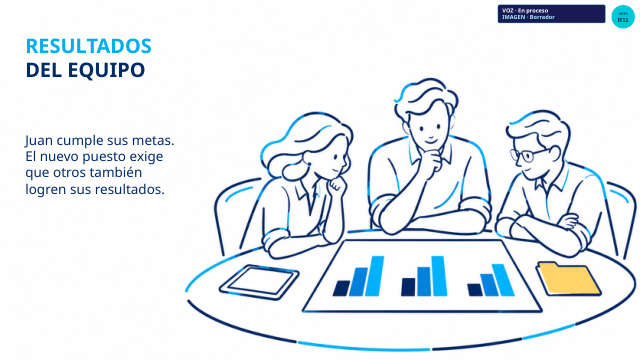 VOZ · En proceso
IMAGEN · Borrador
R11
RESULTADOS
DEL EQUIPO
Juan cumple sus metas.
El nuevo puesto exige
que otros también
logren sus resultados.